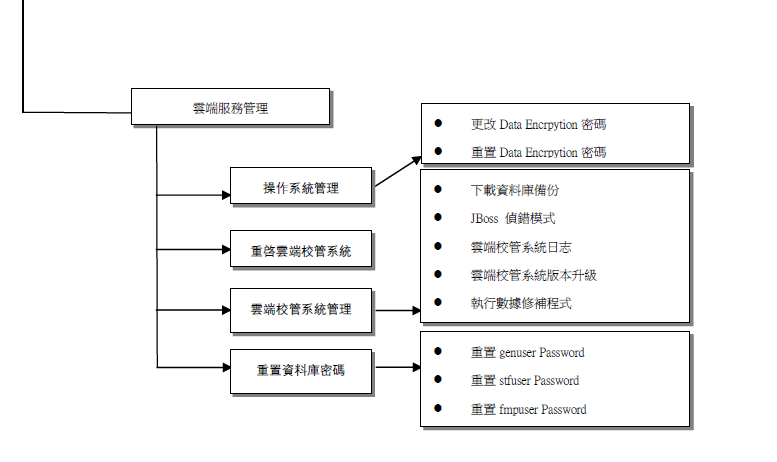 雲端服務管理
操作系統管理
更改 Data Encrpytion 密碼
重置 Data Encrpytion 密碼
重啓雲端校管系統
雲端校管系統管理
下載資料庫備份
JBoss 偵錯模式
雲端校管系統日志
雲端校管系統版本升級
執行數據修補程式
重置資料庫密碼
重置 genuser Password
重置 stfuser Password
重置 fmpuser Password